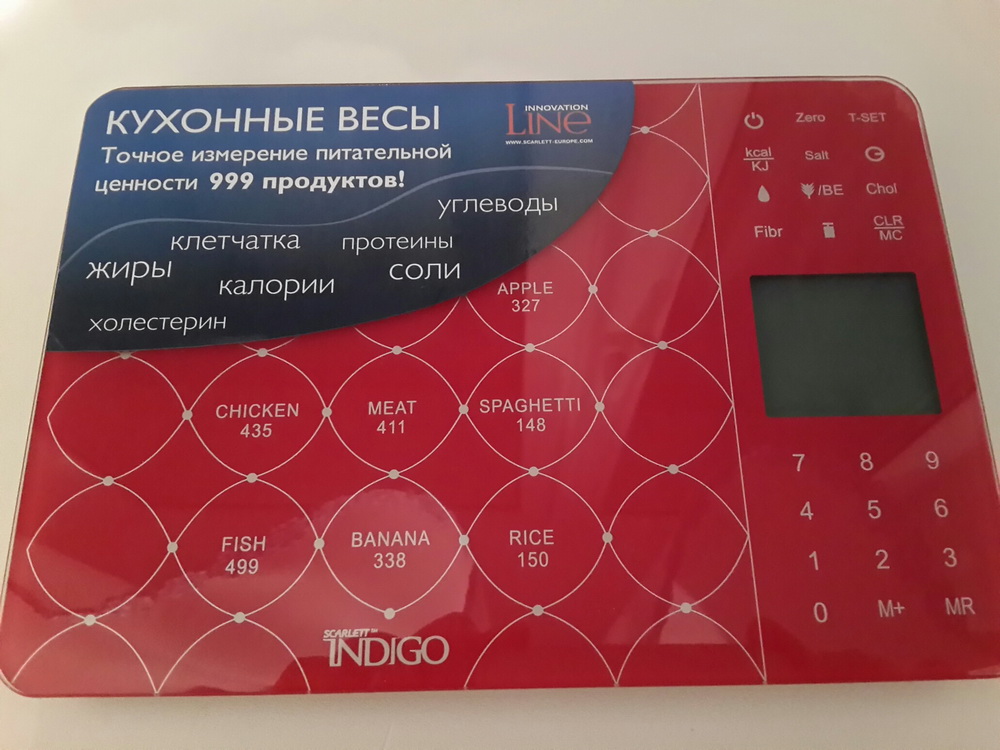 КУХОННЫЕ ВЕСЫ
Точное измерение питательной
ценности 999 продуктов!
INNOVATION
Line
WWW.SCARLETT-EUROPE.COM
углеводы
клетчатка протеины
жиры калории соли
холестерин
APPLE
327
CHICKEN
435
MEAT
411
SPAGHETTI
148
FISH
499
BANANA
338
RICE
150
SCARLETT™
INDIGO
Zero T-SET
kcal
KJ
Salt
/BE Chol
Fibr
CLR
MC
7 8 9
4 5 6
1 2 3
0 M+ MR